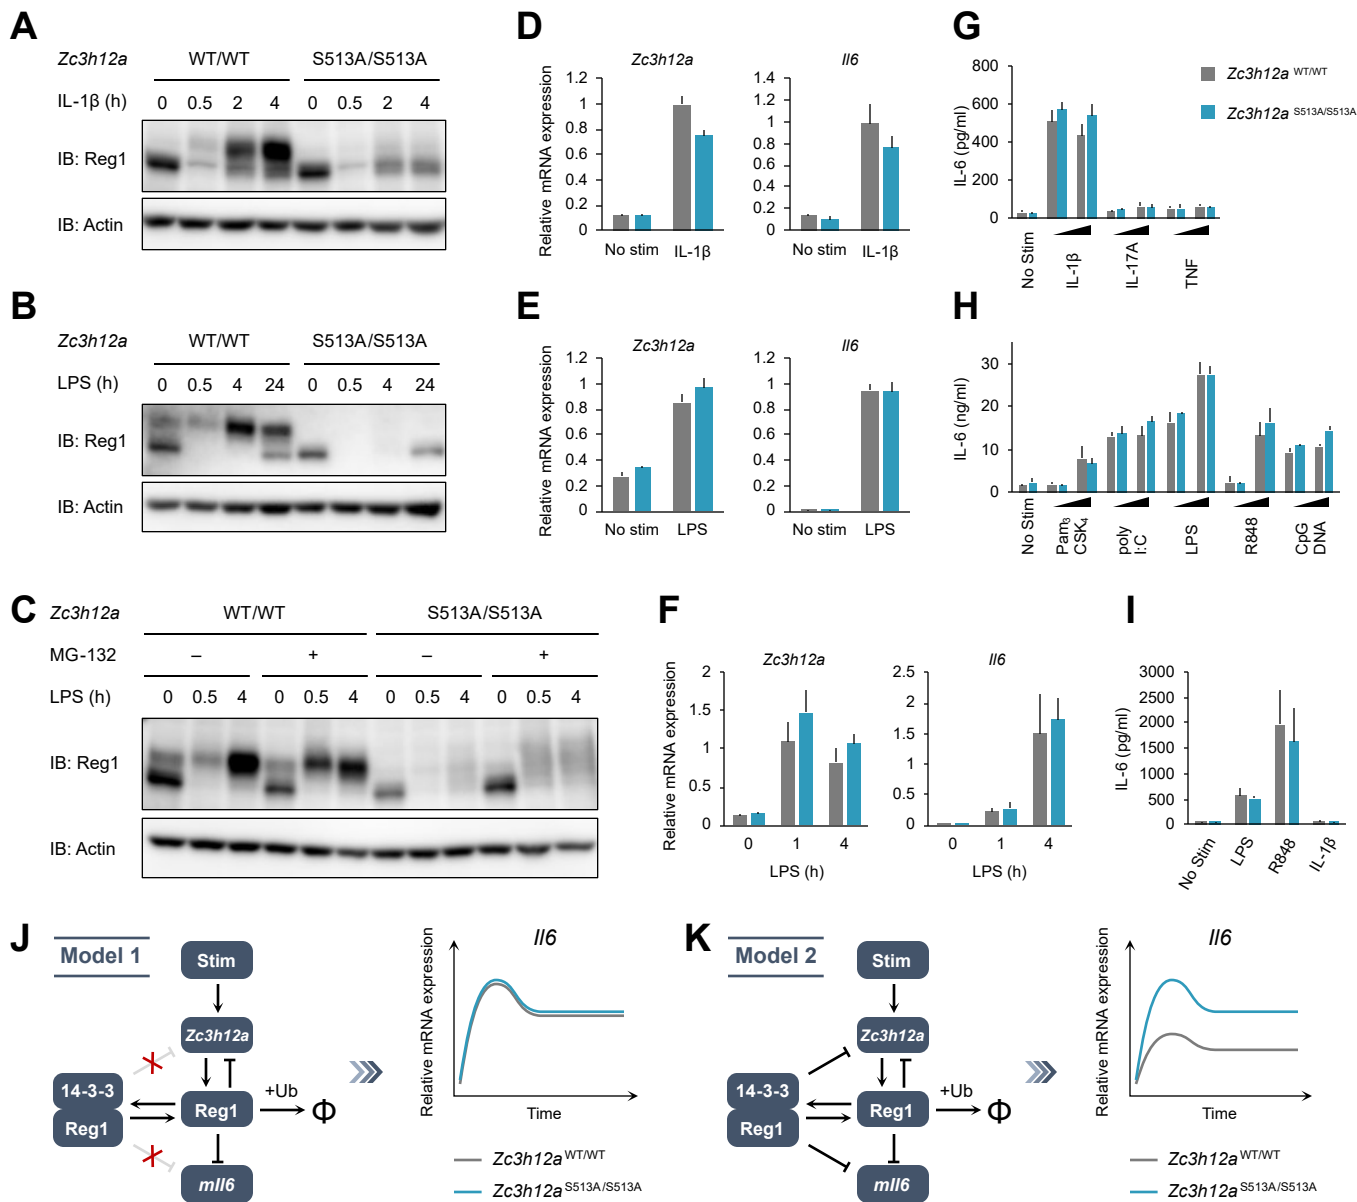 A
Zc3h12a WT/WT S513A/S513A
IL-1β (h) 0 0.5 2 4 0 0.5 2 4
IB: Reg1
IB: Actin
B
Zc3h12a WT/WT S513A/S513A
LPS (h) 0 0.5 4 24 0 0.5 4 24
IB: Reg1
IB: Actin
C
Zc3h12a WT/WT S513A/S513A
MG-132 – + – +
LPS (h) 0 0.5 4 0 0.5 4 0 0.5 4 0 0.5 4
IB: Reg1
IB: Actin
D
Relative mRNA expression
Zc3h12a
1.2
1
0.8
0.6
0.4
0.2
0
No stim IL-1β
Il6
1.4
1.2
1
0.8
0.6
0.4
0.2
0
No stim IL-1β
E
Relative mRNA expression
Zc3h12a
1.2
1
0.8
0.6
0.4
0.2
0
No stim LPS
Il6
1.2
1
0.8
0.6
0.4
0.2
0
No stim LPS
F
Relative mRNA expression
Zc3h12a
2
1.5
1
0.5
0
0 1 4
LPS (h)
Il6
2.5
2
1.5
1
0.5
0
0 1 4
LPS (h)
G
IL-6 (pg/ml)
800
600
400
200
0
No Stim
IL-1β
IL-17A
TNF
Zc3h12a WT/WT
Zc3h12a S513A/S513A
H
IL-6 (ng/ml)
30
20
10
0
No Stim
Pam3
CSK4
poly
I:C
LPS
R848
CpG
DNA
I
IL-6 (pg/ml)
3000
2500
2000
1500
1000
500
0
No Stim
LPS
R848
IL-1β
J
Model 1
Stim
Zc3h12a
14-3-3
Reg1
Reg1
+Ub
Φ
mIl6
Il6
Relative mRNA expression
Time
Zc3h12a WT/WT
Zc3h12a S513A/S513A
K
Model 2
Stim
Zc3h12a
14-3-3
Reg1
Reg1
+Ub
Φ
mIl6
Il6
Relative mRNA expression
Time
Zc3h12a WT/WT
Zc3h12a S513A/S513A